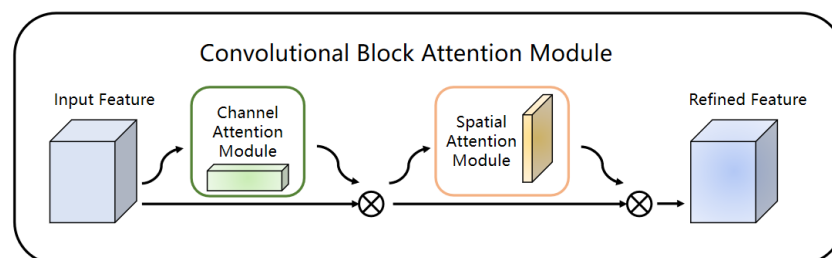 Convolutional Block Attention Module
Input Feature
Channel
Attention
Module
Spatial
Attention
Module
Refined Feature